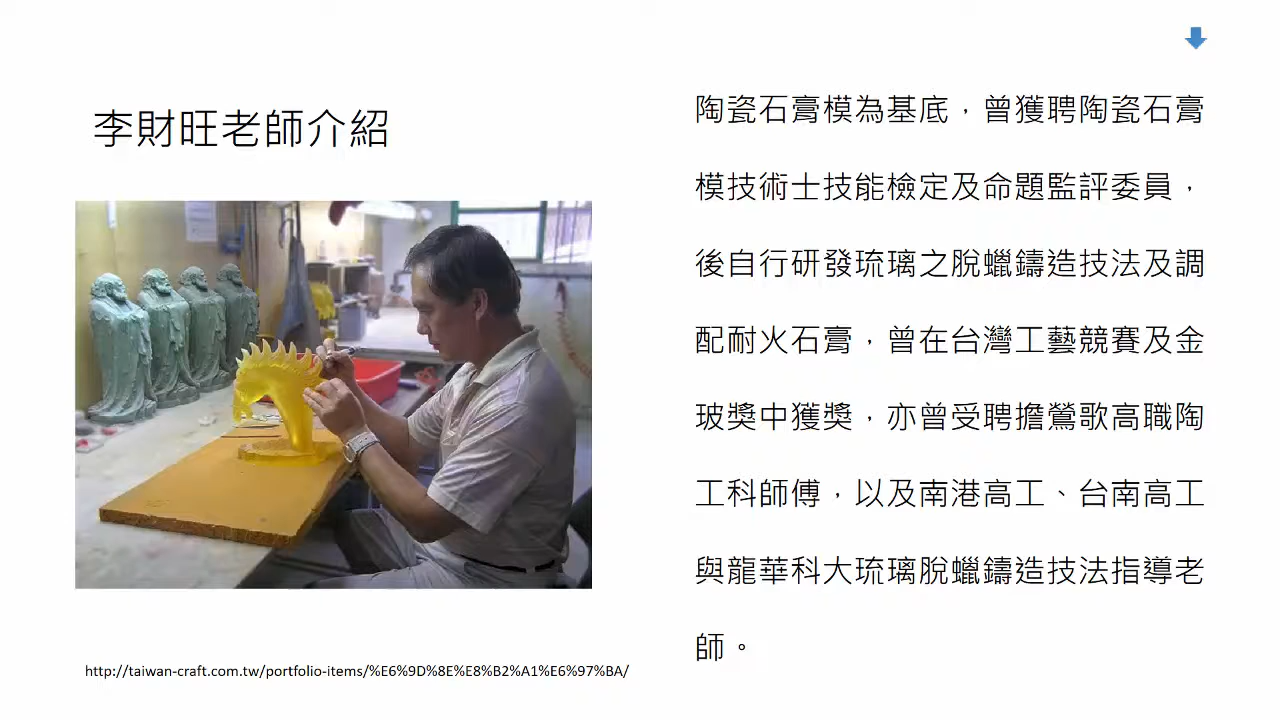 李財旺老師介紹
陶瓷石膏模為基底，曾獲聘陶瓷石膏
模技術士技能檢定及命題監評委員，
後自行研發琉璃之脫蠟鑄造技法及調
配耐火石膏，曾在台灣工藝競賽及金
玻獎中獲獎，亦曾受聘擔鶯歌高職陶
工科師傅，以及南港高工、台南高工
與龍華科大琉璃脫蠟鑄造技法指導老
師。
http://taiwan-craft.com.tw/portfolio-items/%E6%9D%8E%E8%B2%A1%E6%97%BA/